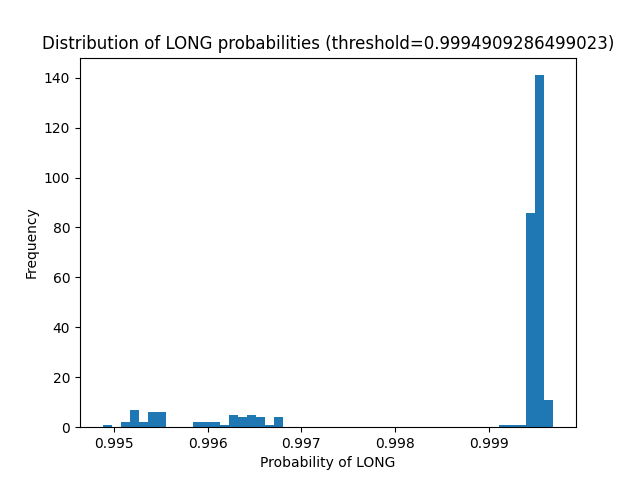 Distribution of LONG probabilities (threshold=0.9994909286499023)
140
120
100
80
60
40
20
0
Frequency
0.995 0.996 0.997 0.998 0.999
Probability of LONG